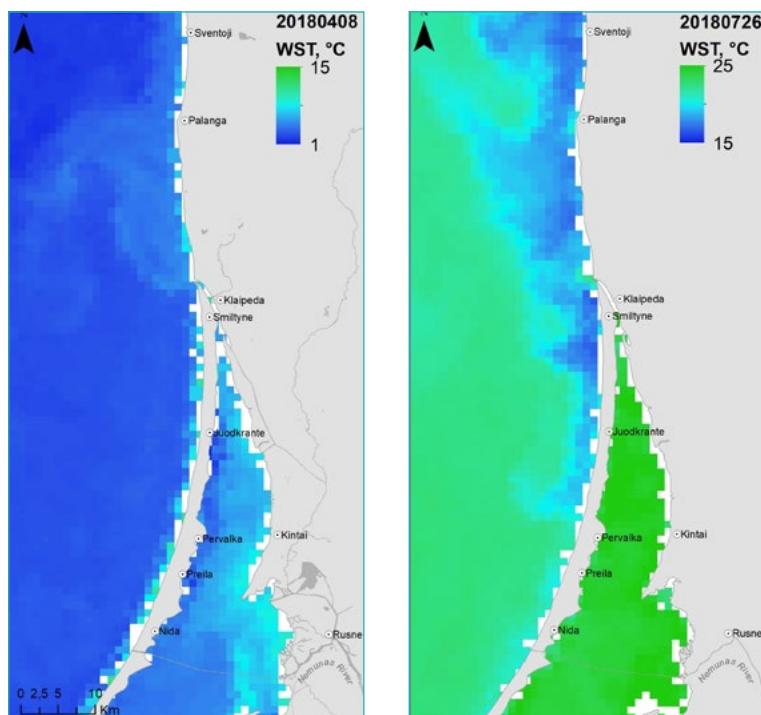 20180408
WST, °C
15
1
Sventoji
Palanga
Klaipeda
Smiltyne
Juodkrante
Kintai
Pervalka
Preila
Nida
Rusne
Nemunas River
0 2,5 5 10
Km
20180726
WST, °C
25
15
Sventoji
Palanga
Klaipeda
Smiltyne
Juodkrante
Kintai
Pervalka
Preila
Nida
Rusne
Nemunas River